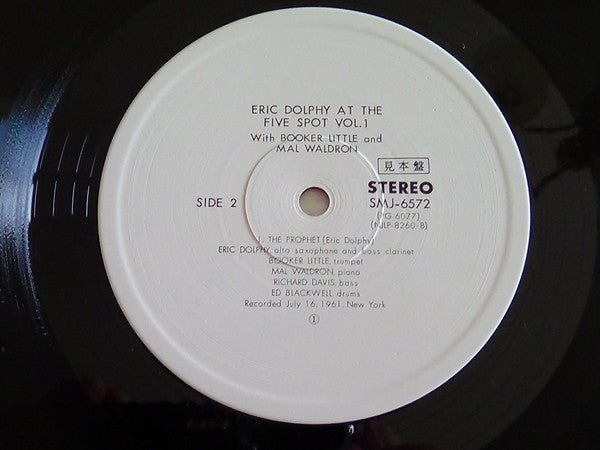 ERIC DOLPHY AT THE
FIVE SPOT VOL.1
With BOOKER LITTLE and
MAL WALDRON
見本盤
STEREO
SIDE 2
SMJ-6572
(PG-6077)
(NJLP-8260-B)
1. THE PROPHET (Eric Dolphy)
ERIC DOLPHY, alto saxophone and bass clarinet
BOOKER LITTLE, trumpet
MAL WALDRON, piano
RICHARD DAVIS, bass
ED BLACKWELL, drums
Recorded July 16, 1961, New York
①